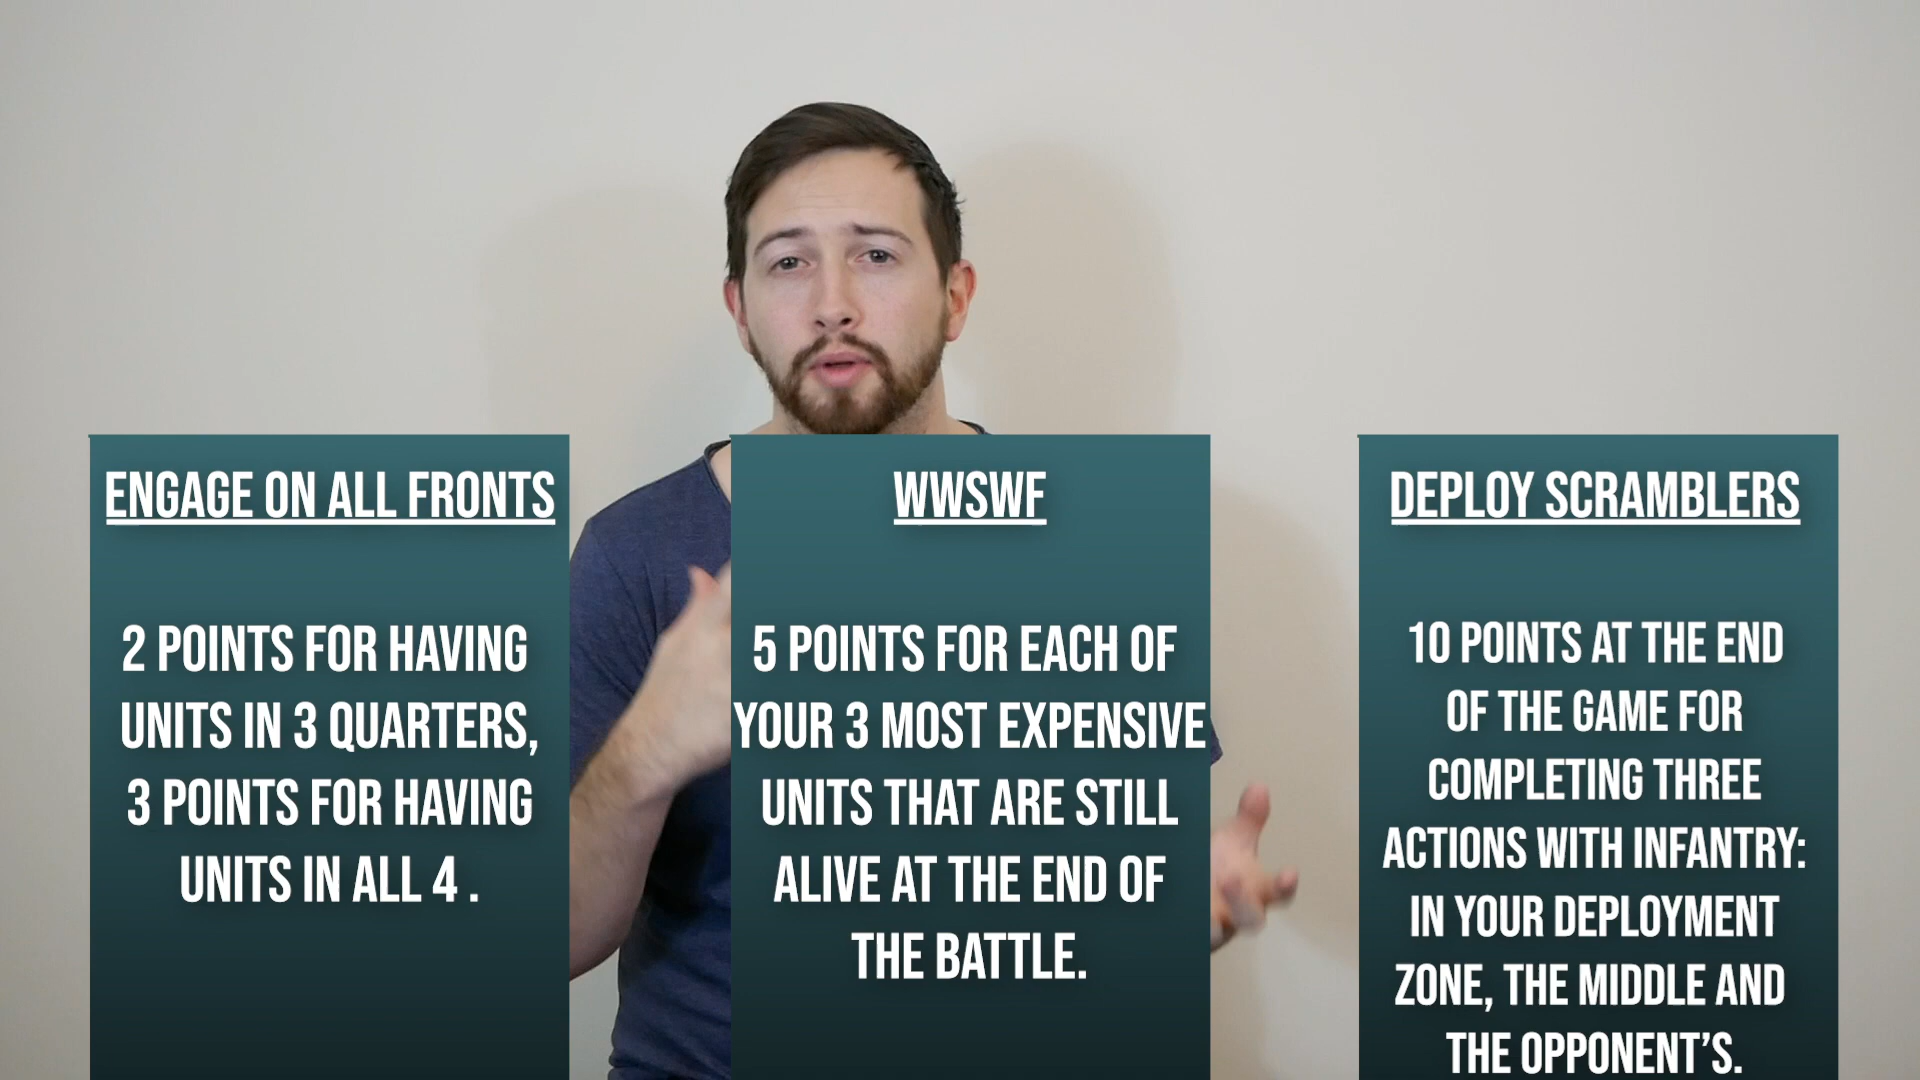 ENGAGE ON ALL FRONTS
2 POINTS FOR HAVING
UNITS IN 3 QUARTERS,
3 POINTS FOR HAVING
UNITS IN ALL 4 .
WWSWF
5 POINTS FOR EACH OF
YOUR 3 MOST EXPENSIVE
UNITS THAT ARE STILL
ALIVE AT THE END OF
THE BATTLE.
DEPLOY SCRAMBLERS
10 POINTS AT THE END
OF THE GAME FOR
COMPLETING THREE
ACTIONS WITH INFANTRY:
IN YOUR DEPLOYMENT
ZONE, THE MIDDLE AND
THE OPPONENT’S.